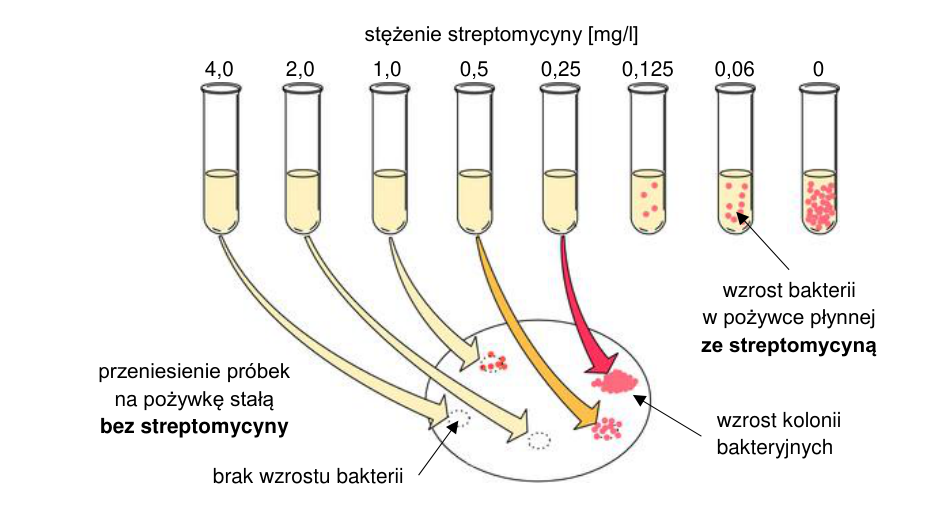 stężenie streptomycyny [mg/l]
4,0 2,0 1,0 0,5 0,25 0,125 0,06 0
wzrost bakterii
w pożywce płynnej
ze streptomycyną
przeniesienie próbek
na pożywkę stałą
bez streptomycyny
wzrost kolonii
bakteryjnych
brak wzrostu bakterii